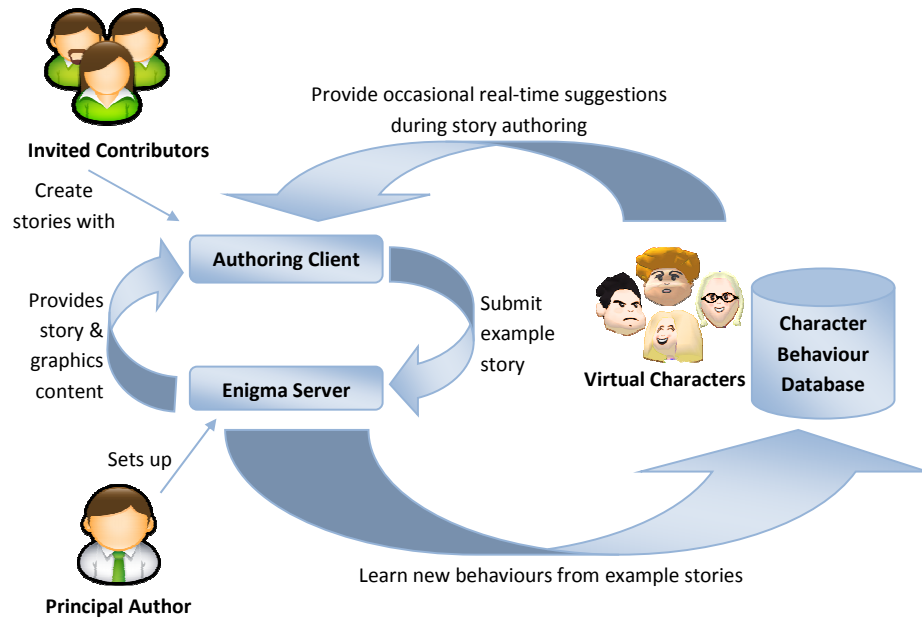 Provide occasional real-time suggestions
during story authoring
Invited Contributors
Create
stories with
Authoring Client
Provides
story &
graphics
content
Submit
example
story
Enigma Server
Virtual Characters
Character
Behaviour
Database
Sets up
Principal Author
Learn new behaviours from example stories